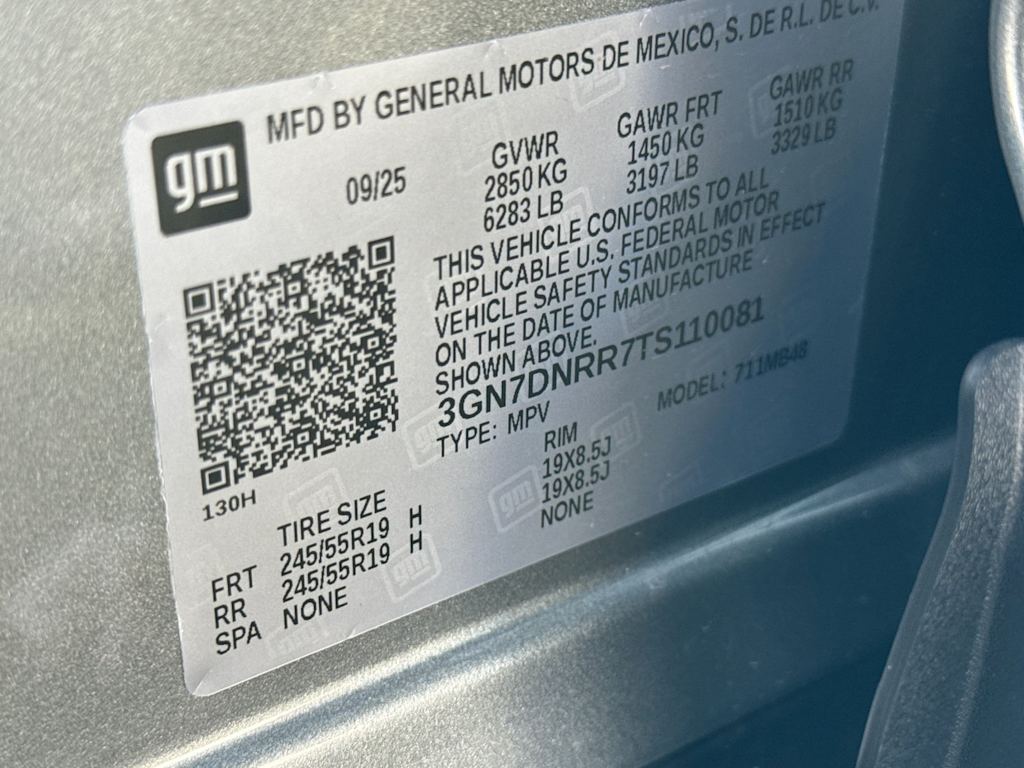 MFD BY GENERAL MOTORS DE MEXICO, S. DE R.L. DE C.V.
gm
09/25
GVWR
2850 KG
6283 LB
GAWR FRT
1450 KG
3197 LB
GAWR RR
1510 KG
3329 LB
THIS VEHICLE CONFORMS TO ALL
APPLICABLE U.S. FEDERAL MOTOR
VEHICLE SAFETY STANDARDS IN EFFECT
ON THE DATE OF MANUFACTURE
SHOWN ABOVE.
3GN7DNRR7TS110081
TYPE: MPV
MODEL: 711MB48
130H
TIRE SIZE
RIM
FRT 245/55R19 H 19X8.5J
RR 245/55R19 H 19X8.5J
SPA NONE NONE